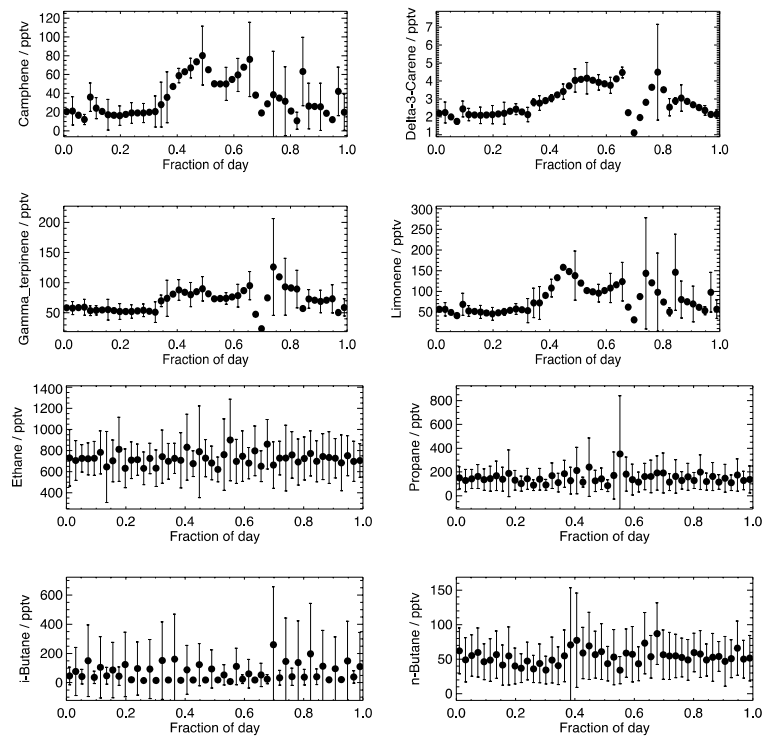 Camphene / pptv
120
100
80
60
40
20
0
0.0 0.2 0.4 0.6 0.8 1.0
Fraction of day
Delta-3-Carene / pptv
7
6
5
4
3
2
1
0.0 0.2 0.4 0.6 0.8 1.0
Fraction of day
Gamma_terpinene / pptv
200
150
100
50
0.0 0.2 0.4 0.6 0.8 1.0
Fraction of day
Limonene / pptv
300
250
200
150
100
50
0.0 0.2 0.4 0.6 0.8 1.0
Fraction of day
Ethane / pptv
1400
1200
1000
800
600
400
0.0 0.2 0.4 0.6 0.8 1.0
Fraction of day
Propane / pptv
800
600
400
200
0
0.0 0.2 0.4 0.6 0.8 1.0
Fraction of day
i-Butane / pptv
600
400
200
0
0.0 0.2 0.4 0.6 0.8 1.0
Fraction of day
n-Butane / pptv
150
100
50
0
0.0 0.2 0.4 0.6 0.8 1.0
Fraction of day